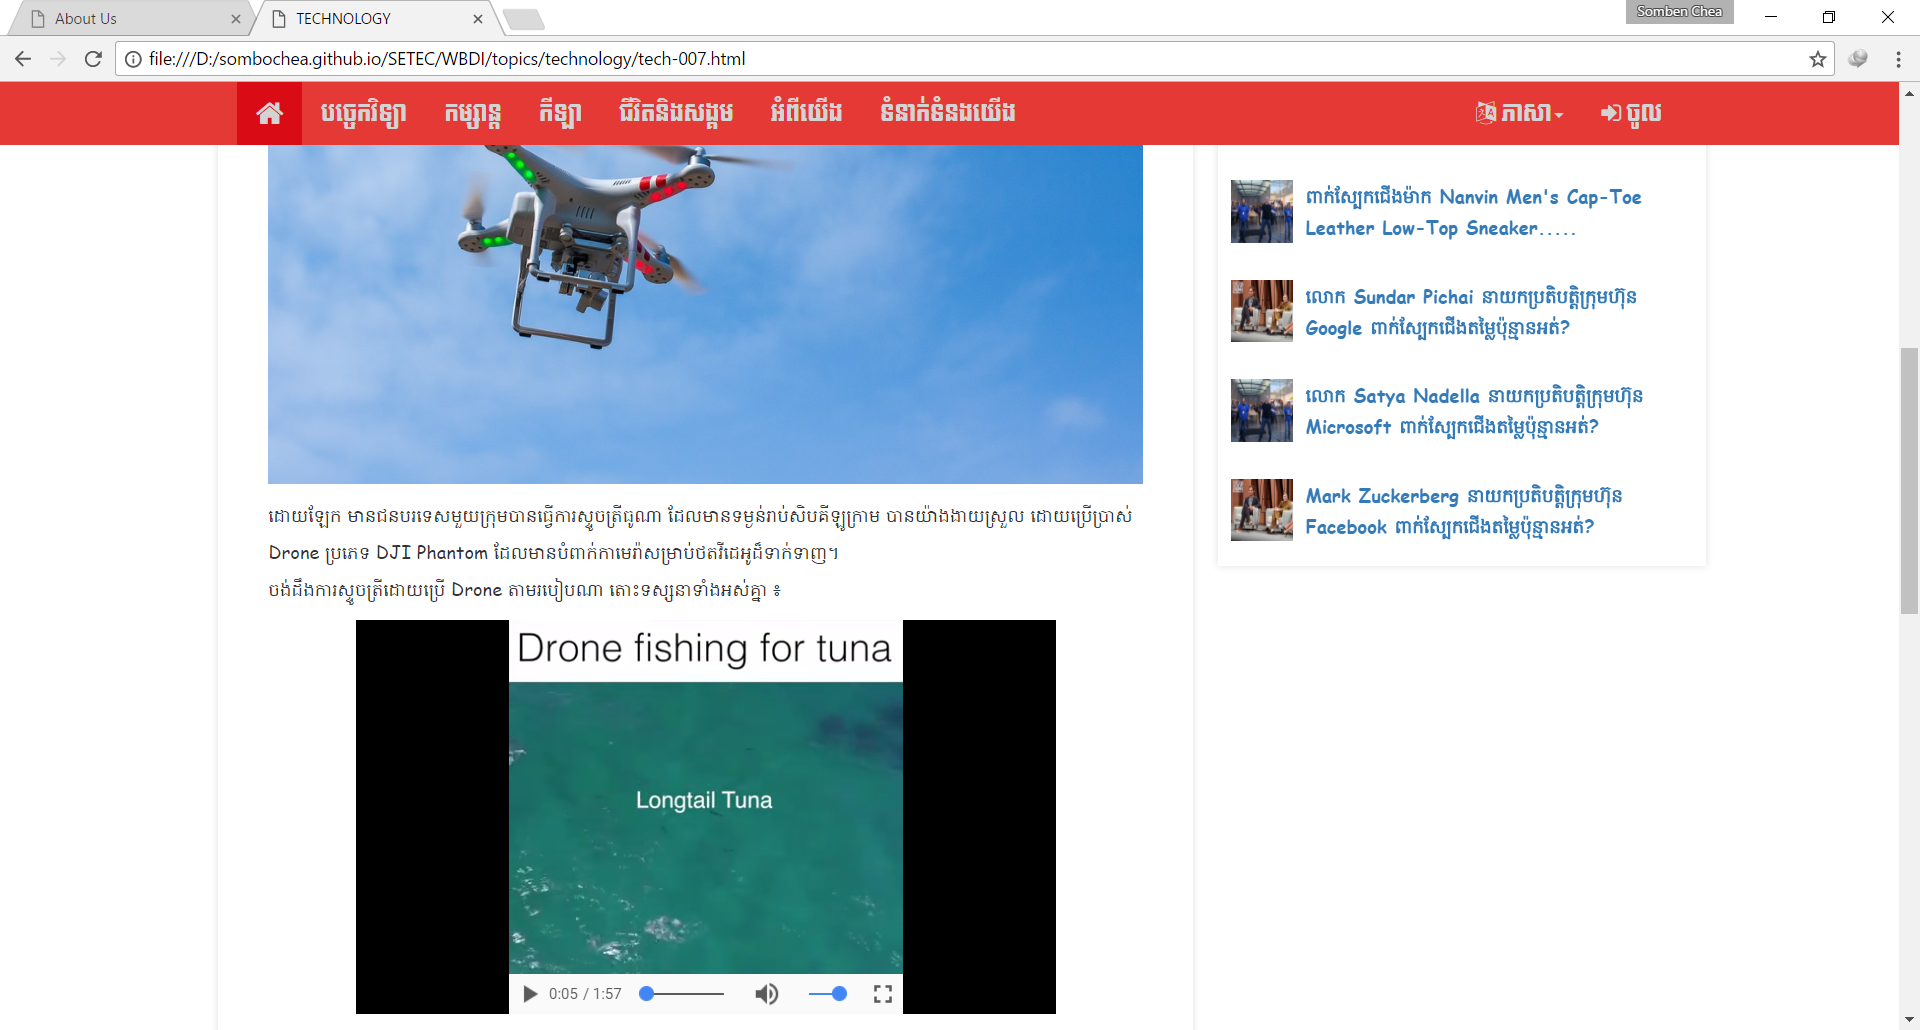 About Us
TECHNOLOGY
Somben Chea
file:///D:/sombochea.github.io/SETEC/WBDI/topics/technology/tech-007.html
បច្ចេកវិទ្យា កម្សាន្ត កីឡា ជីវិតនិងសង្គម អំពីយើង ទំនាក់ទំនងយើង ភាសា ចូល
ពាក់ស្បែកជើងម៉ាក Nanvin Men's Cap-Toe
Leather Low-Top Sneaker.....
លោក Sundar Pichai នាយកប្រតិបត្តិក្រុមហ៊ុន
Google ពាក់ស្បែកជើងតម្លៃប៉ុន្មានអត់?
លោក Satya Nadella នាយកប្រតិបត្តិក្រុមហ៊ុន
Microsoft ពាក់ស្បែកជើងតម្លៃប៉ុន្មានអត់?
Mark Zuckerberg នាយកប្រតិបត្តិក្រុមហ៊ុន
Facebook ពាក់ស្បែកជើងតម្លៃប៉ុន្មានអត់?
ដោយឡែក មានជនបរទេសមួយក្រុមបានធ្វើការស្ទូចត្រីធូណា ដែលមានទម្ងន់រាប់សិបគីឡូក្រាម បានយ៉ាងងាយស្រួល ដោយប្រើប្រាស់
Drone ប្រភេទ DJI Phantom ដែលមានបំពាក់កាមេរ៉ាសម្រាប់ថតវីដេអូដ៏ទាក់ទាញ។
ចង់ដឹងការស្ទូចត្រីដោយប្រើ Drone តាមរបៀបណា តោះទស្សនាទាំងអស់គ្នា ៖
Drone fishing for tuna
Longtail Tuna
0:05 / 1:57